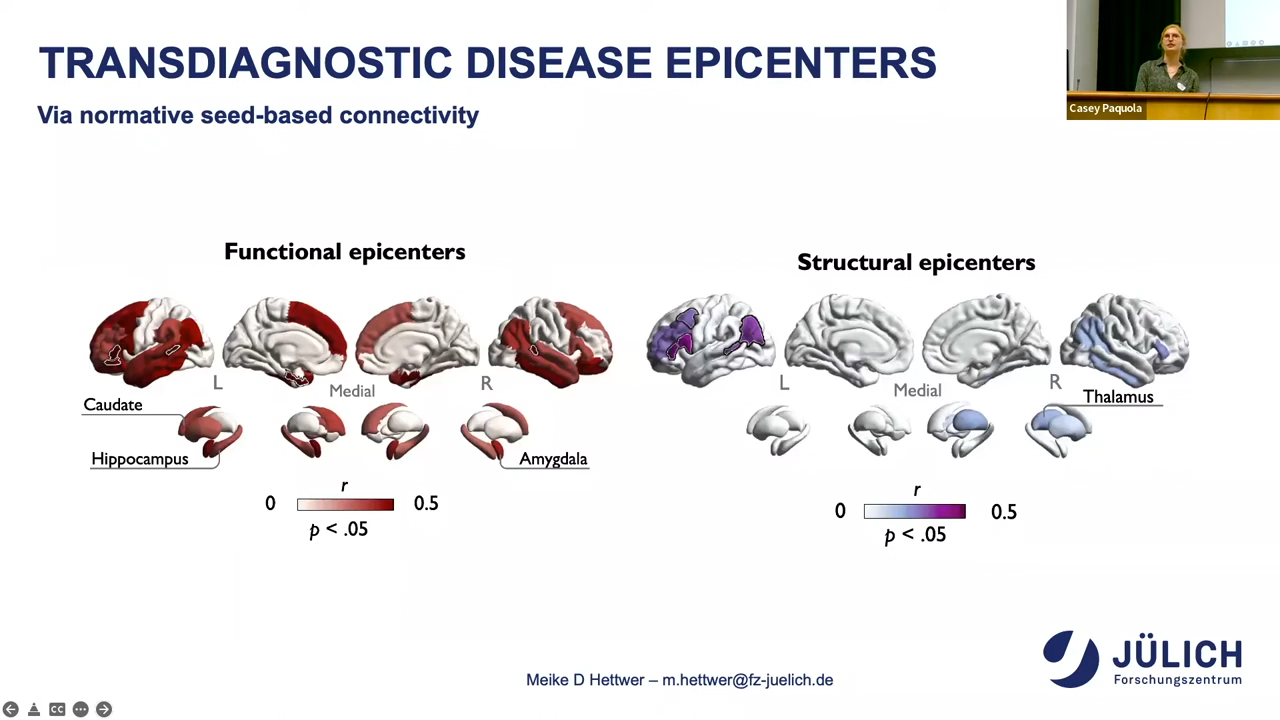 TRANSDIAGNOSTIC DISEASE EPICENTERS
Via normative seed-based connectivity
Casey Paquola
Functional epicenters
L
Medial
R
Caudate
Hippocampus
Amygdala
r
0
0.5
p < .05
Structural epicenters
L
Medial
R
Thalamus
r
0
0.5
p < .05
JÜLICH
Forschungszentrum
Meike D Hettwer – m.hettwer@fz-juelich.de
CC